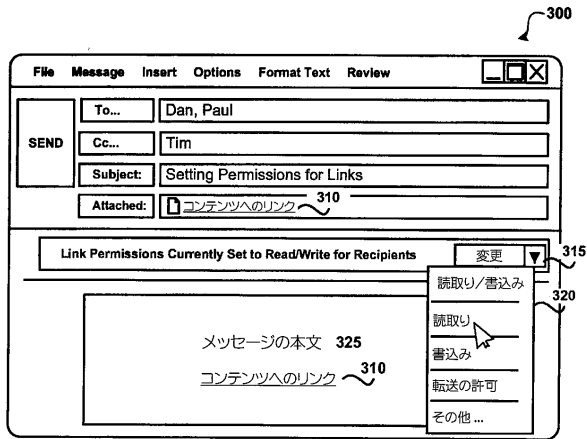 300
File Message Insert Options Format Text Review
To... Dan, Paul
SEND Cc... Tim
Subject: Setting Permissions for Links
Attached: コンテンツへのリンク 310
Link Permissions Currently Set to Read/Write for Recipients 変更 315
読取り/書込み
320
読取り
書込み
転送の許可
その他 ...
メッセージの本文 325
コンテンツへのリンク 310